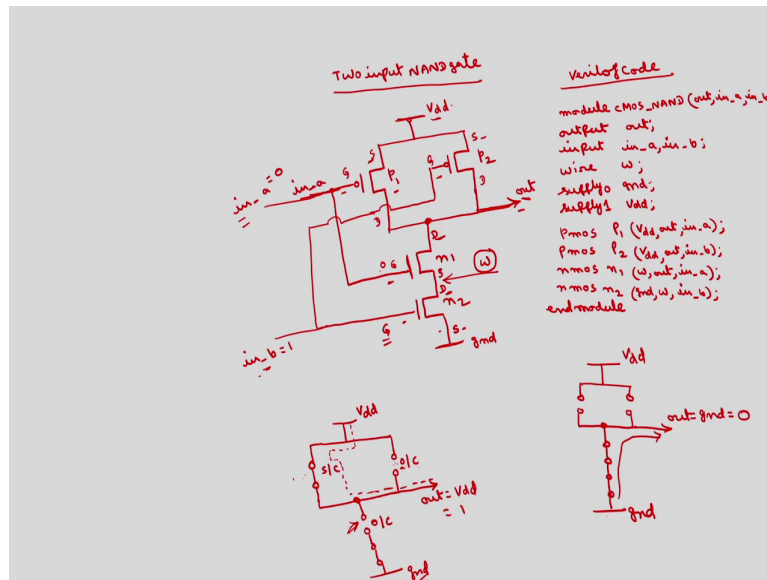 Two input NAND gate
Vdd
S
S
G
P1
G
P2
D
D
in_a=0
in_a
out
D
0 G
n1
S
W
D
n2
G
S
gnd
in_b=1
Verilog Code
module CMOS_NAND(out,in_a,in_b
output out;
input in_a,in_b;
wire w;
supply0 gnd;
supply1 Vdd;
pmos P1 (Vdd,out,in_a);
pmos P2 (Vdd,out,in_b);
nmos n1 (w,out,in_a);
nmos n2 (gnd,w,in_b);
endmodule
Vdd
S/C
O/C
out=Vdd
= 1
O/C
gnd
Vdd
out=gnd=0
gnd